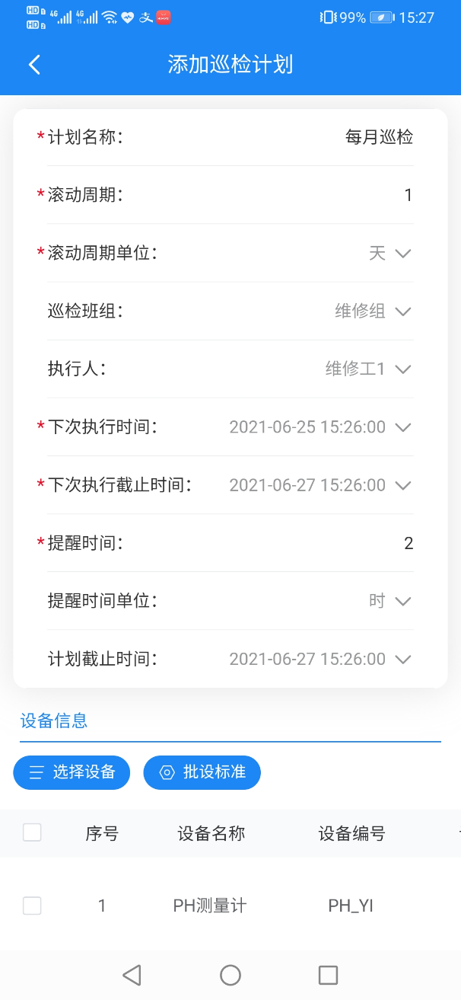 99% 15:27
添加巡检计划
*计划名称： 每月巡检
*滚动周期： 1
*滚动周期单位： 天
巡检班组： 维修组
执行人： 维修工1
*下次执行时间： 2021-06-25 15:26:00
*下次执行截止时间： 2021-06-27 15:26:00
*提醒时间： 2
提醒时间单位： 时
计划截止时间： 2021-06-27 15:26:00
设备信息
选择设备 批设标准
序号 设备名称 设备编号
1 PH测量计 PH_YI